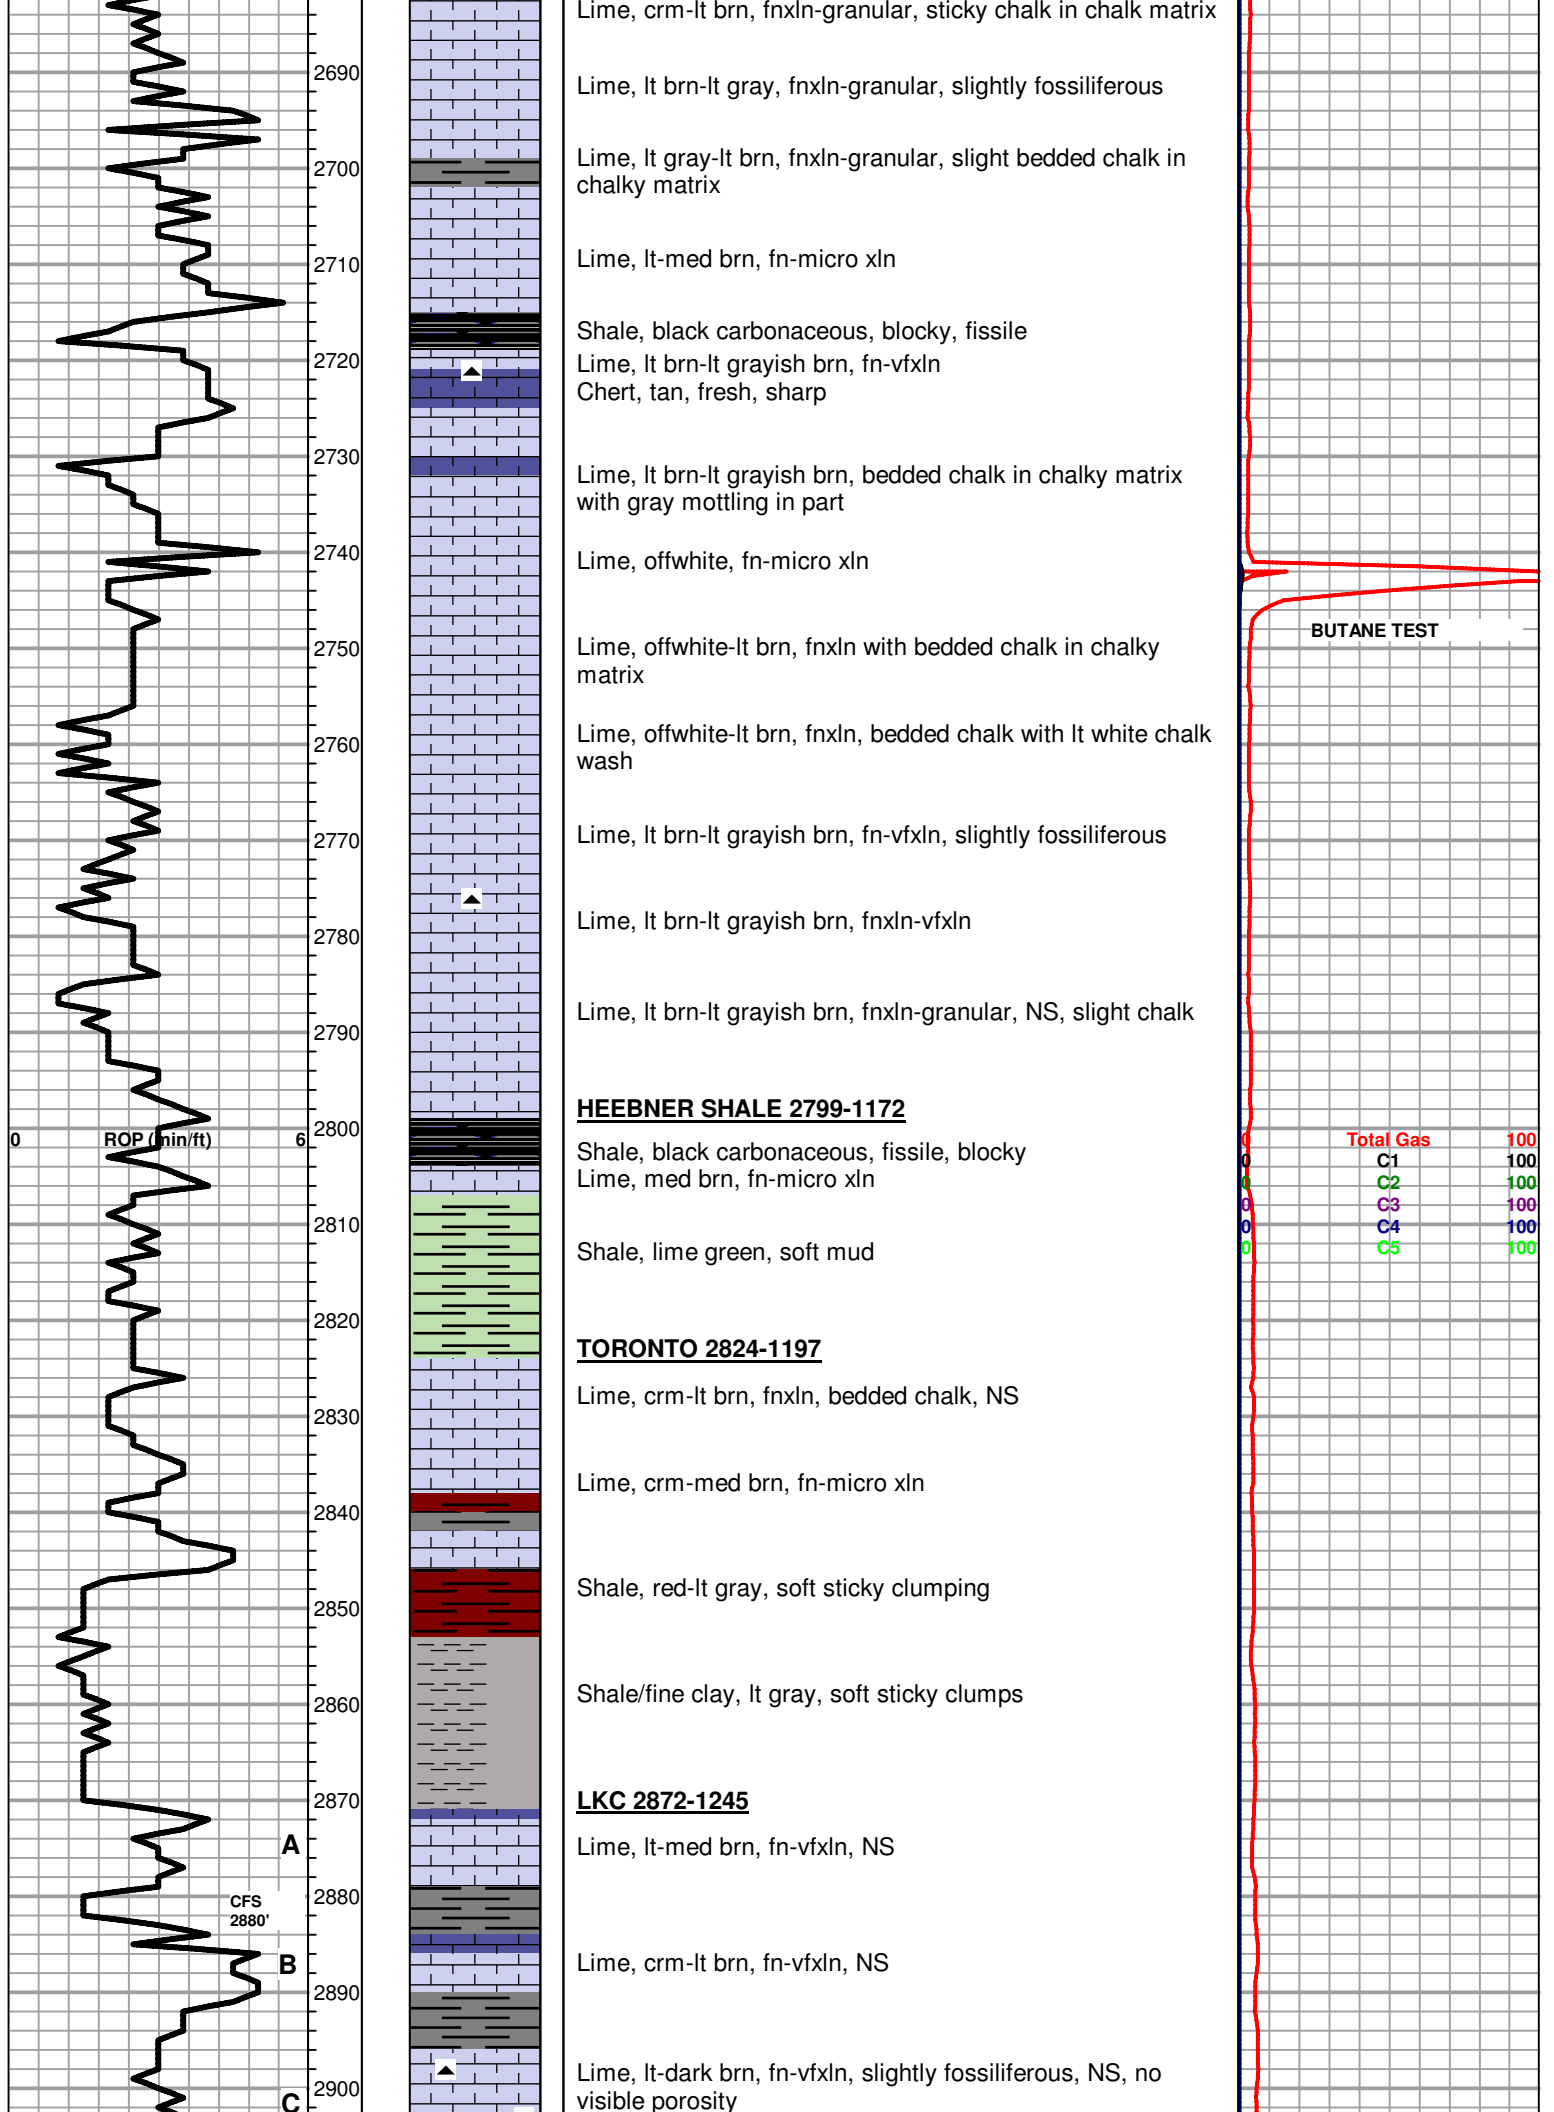 Lime, crm-lt brn, fnxln-granular, sticky chalk in chalk matrix
2690
Lime, lt brn-lt gray, fnxln-granular, slightly fossiliferous
Lime, lt gray-lt brn, fnxln-granular, slight bedded chalk in
2700
chalky matrix
Lime, lt-med brn, fn-micro xln
2710
Shale, black carbonaceous, blocky, fissile
2720
Lime, lt brn-lt grayish brn, fn-vfxln
Chert, tan, fresh, sharp
2730
Lime, lt brn-lt grayish brn, bedded chalk in chalky matrix
with gray mottling in part
2740
Lime, offwhite, fn-micro xln
BUTANE TEST
2750
Lime, offwhite-lt brn, fnxln with bedded chalk in chalky
matrix
Lime, offwhite-lt brn, fnxln, bedded chalk with lt white chalk
2760
wash
2770
Lime, lt brn-lt grayish brn, fn-vfxln, slightly fossiliferous
Lime, lt brn-lt grayish brn, fnxln-vfxln
2780
Lime, lt brn-lt grayish brn, fnxln-granular, NS, slight chalk
2790
HEEBNER SHALE 2799-1172
2800
0 ROP (min/ft) 6
0 Total Gas 100
Shale, black carbonaceous, fissile, blocky
0 C1 100
Lime, med brn, fn-micro xln
0 C2 100
0 C3 100
2810
0 C4 100
0 C5 100
Shale, lime green, soft mud
2820
TORONTO 2824-1197
Lime, crm-lt brn, fnxln, bedded chalk, NS
2830
Lime, crm-med brn, fn-micro xln
2840
Shale, red-lt gray, soft sticky clumping
2850
Shale/fine clay, lt gray, soft sticky clumps
2860
2870
LKC 2872-1245
A
Lime, lt-med brn, fn-vfxln, NS
2880
CFS
2880'
B
Lime, crm-lt brn, fn-vfxln, NS
2890
Lime, lt-dark brn, fn-vfxln, slightly fossiliferous, NS, no
2900
visible porosity
C